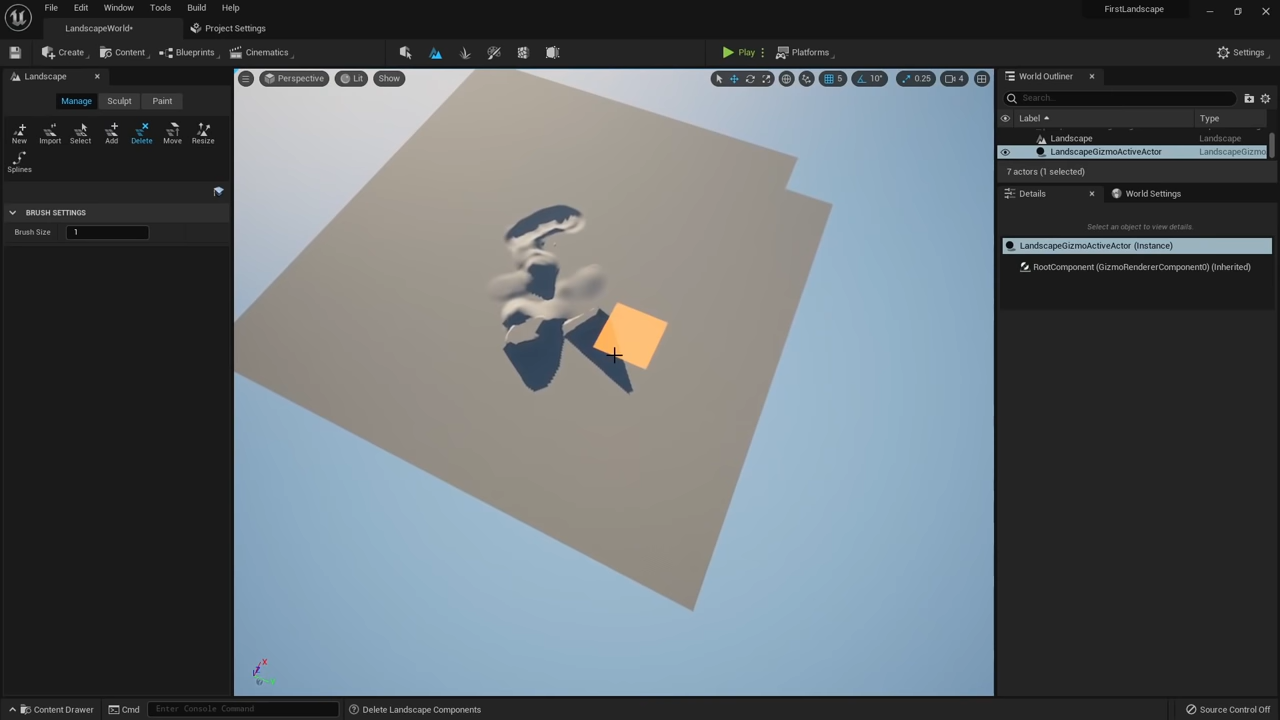 File Edit Window Tools Build Help
FirstLandscape
LandscapeWorld•
Project Settings
Create
Content
Blueprints
Cinematics
Play
Platforms
Settings
Landscape
Manage
Sculpt
Paint
New Import Select Add Delete Move Resize
Splines
BRUSH SETTINGS
Brush Size 1
Perspective
Lit
Show
5
10°
0.25
4
X
Z
World Outliner
Search...
Label Type
Landscape Landscape
LandscapeGizmoActiveActor LandscapeGizmo
7 actors (1 selected)
Details
World Settings
Select an object to view details.
LandscapeGizmoActiveActor (Instance)
RootComponent (GizmoRendererComponent0) (Inherited)
Content Drawer
Cmd
Enter Console Command
Delete Landscape Components
Source Control Off